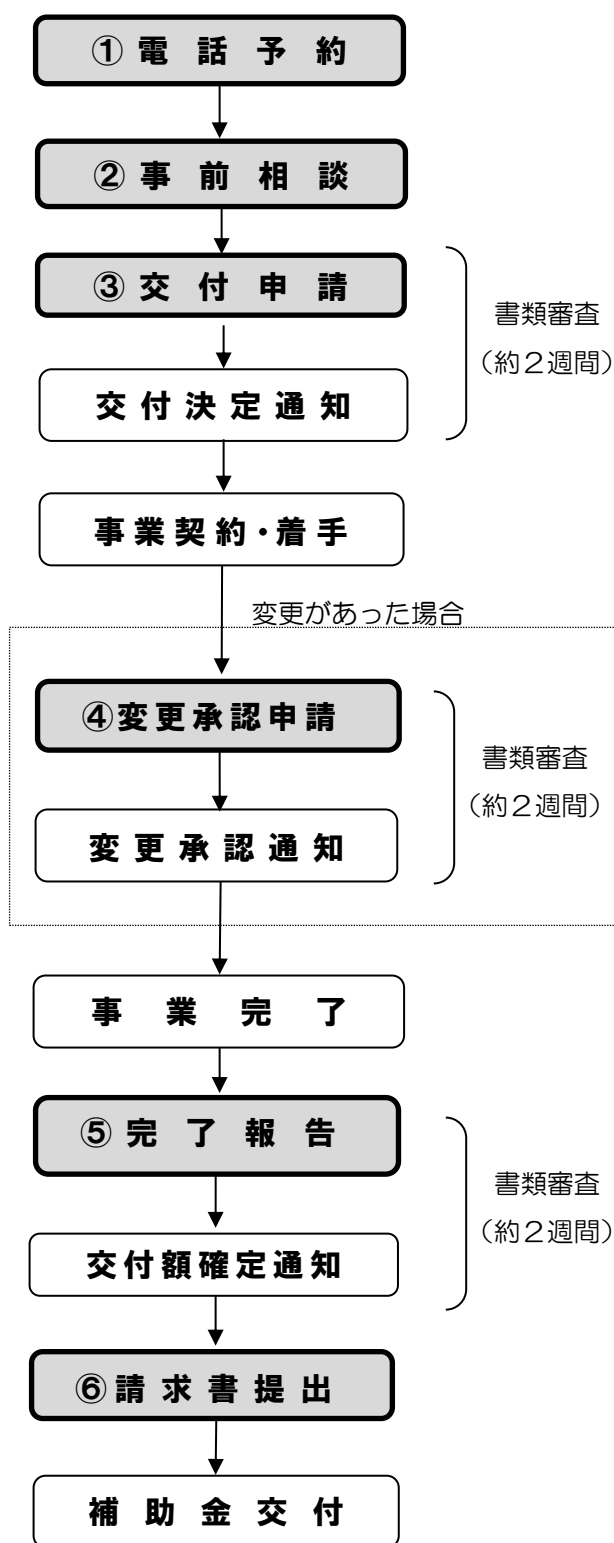 ①電話予約
②事前相談
③交付申請
書類審査
（約２週間）
交付決定通知
事業契約・着手
変更があった場合
④変更承認申請
書類審査
（約２週間）
変更承認通知
事業完了
⑤完了報告
書類審査
（約２週間）
交付額確定通知
⑥請求書提出
補助金交付